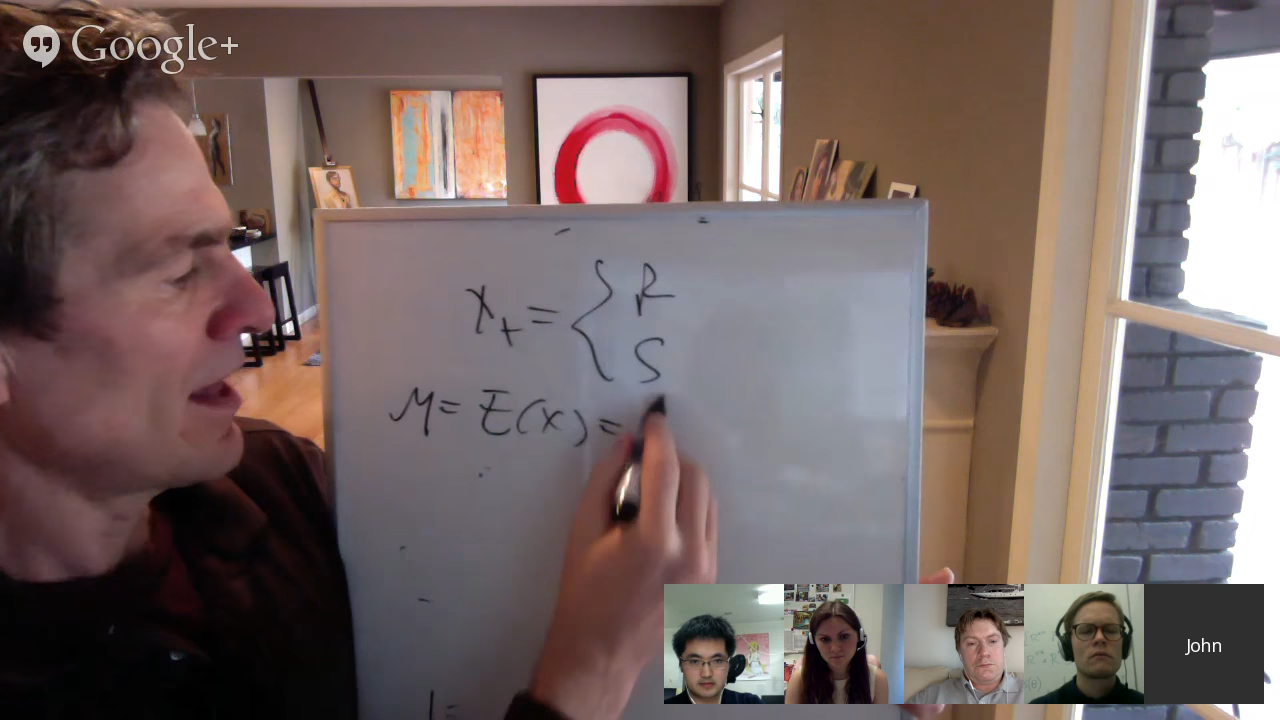 Google+
X_t = { R
S
M = E(X) =
John